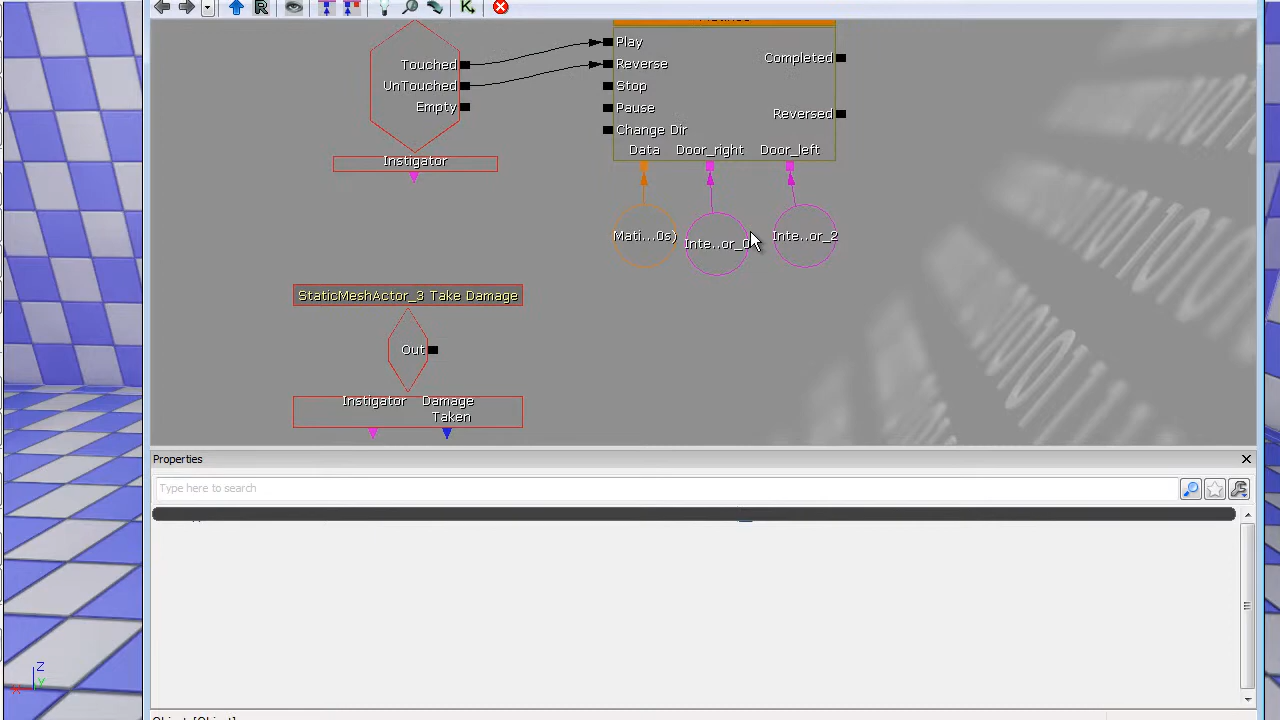 Touched
UnTouched
Empty
Instigator
Play
Reverse
Stop
Pause
Change Dir
Completed
Reversed
Data Door_right Door_left
Mati...0s) Inte..or_0 Inte..or_2
StaticMeshActor_3 Take Damage
Out
Instigator Damage
Taken
Properties
Type here to search
Z
Y
X